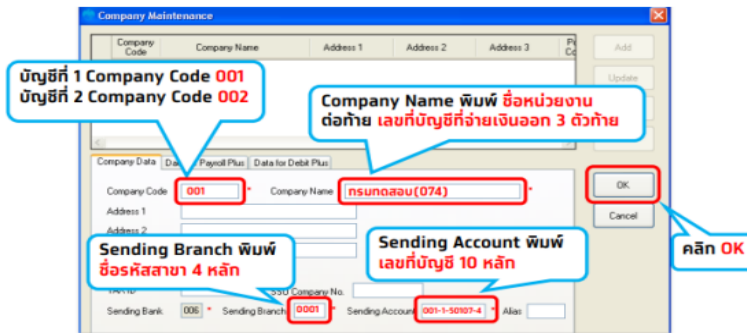 Company Maintenance
Company Code
Company Name
Address 1
Address 2
Address 3
Add
Update
บัญชีที่ 1 Company Code 001
บัญชีที่ 2 Company Code 002
Company Name พิมพ์ ชื่อหน่วยงาน
ต่อท้าย เลขที่บัญชีที่จ่ายเงินออก 3 ตัวท้าย
Company Data
Payroll Plus
Data for Debit Plus
Company Code 001 * Company Name กรมทดสอบ(074) *
OK
Address 1
Cancel
Address 2
คลิก OK
Sending Branch พิมพ์
ชื่อรหัสสาขา 4 หลัก
Sending Account พิมพ์
เลขที่บัญชี 10 หลัก
Company No.
Sending Bank 006 * Sending Branch 0001 * Sending Account 001-1-50107-4 * Alias